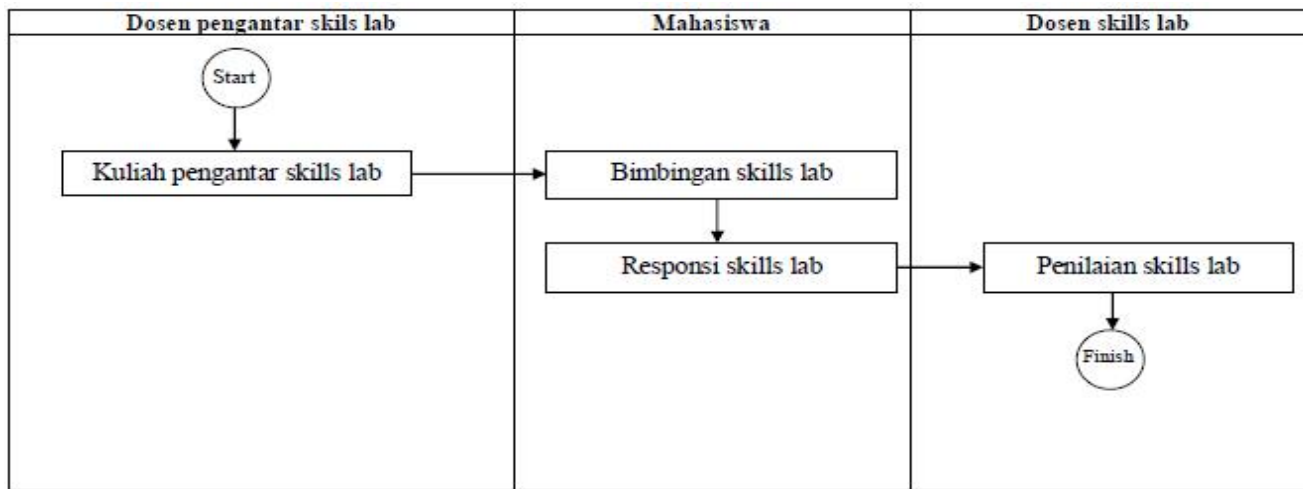 Dosen pengantar skils lab
Mahasiswa
Dosen skills lab
Start
Kuliah pengantar skills lab
Bimbingan skills lab
Responsi skills lab
Penilaian skills lab
Finish